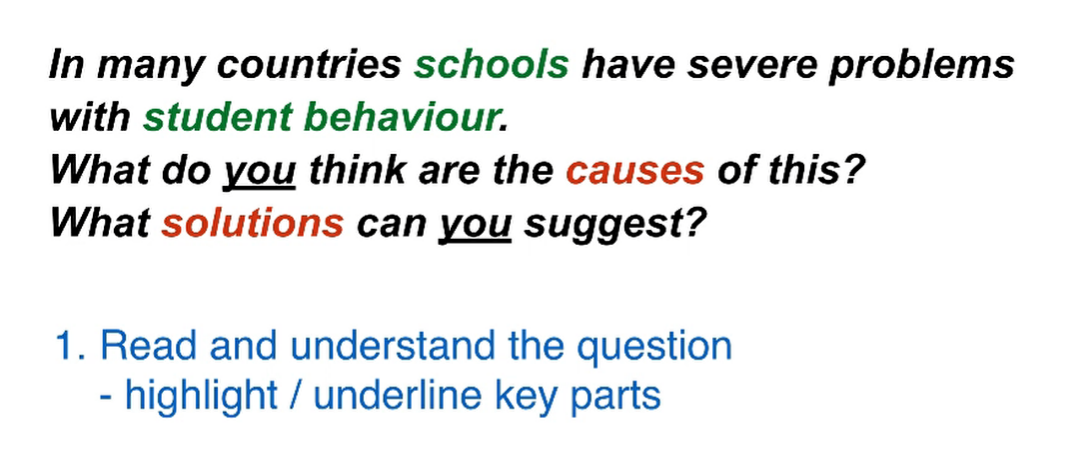 In many countries schools have severe problems
with student behaviour.
What do you think are the causes of this?
What solutions can you suggest?
1. Read and understand the question
- highlight / underline key parts